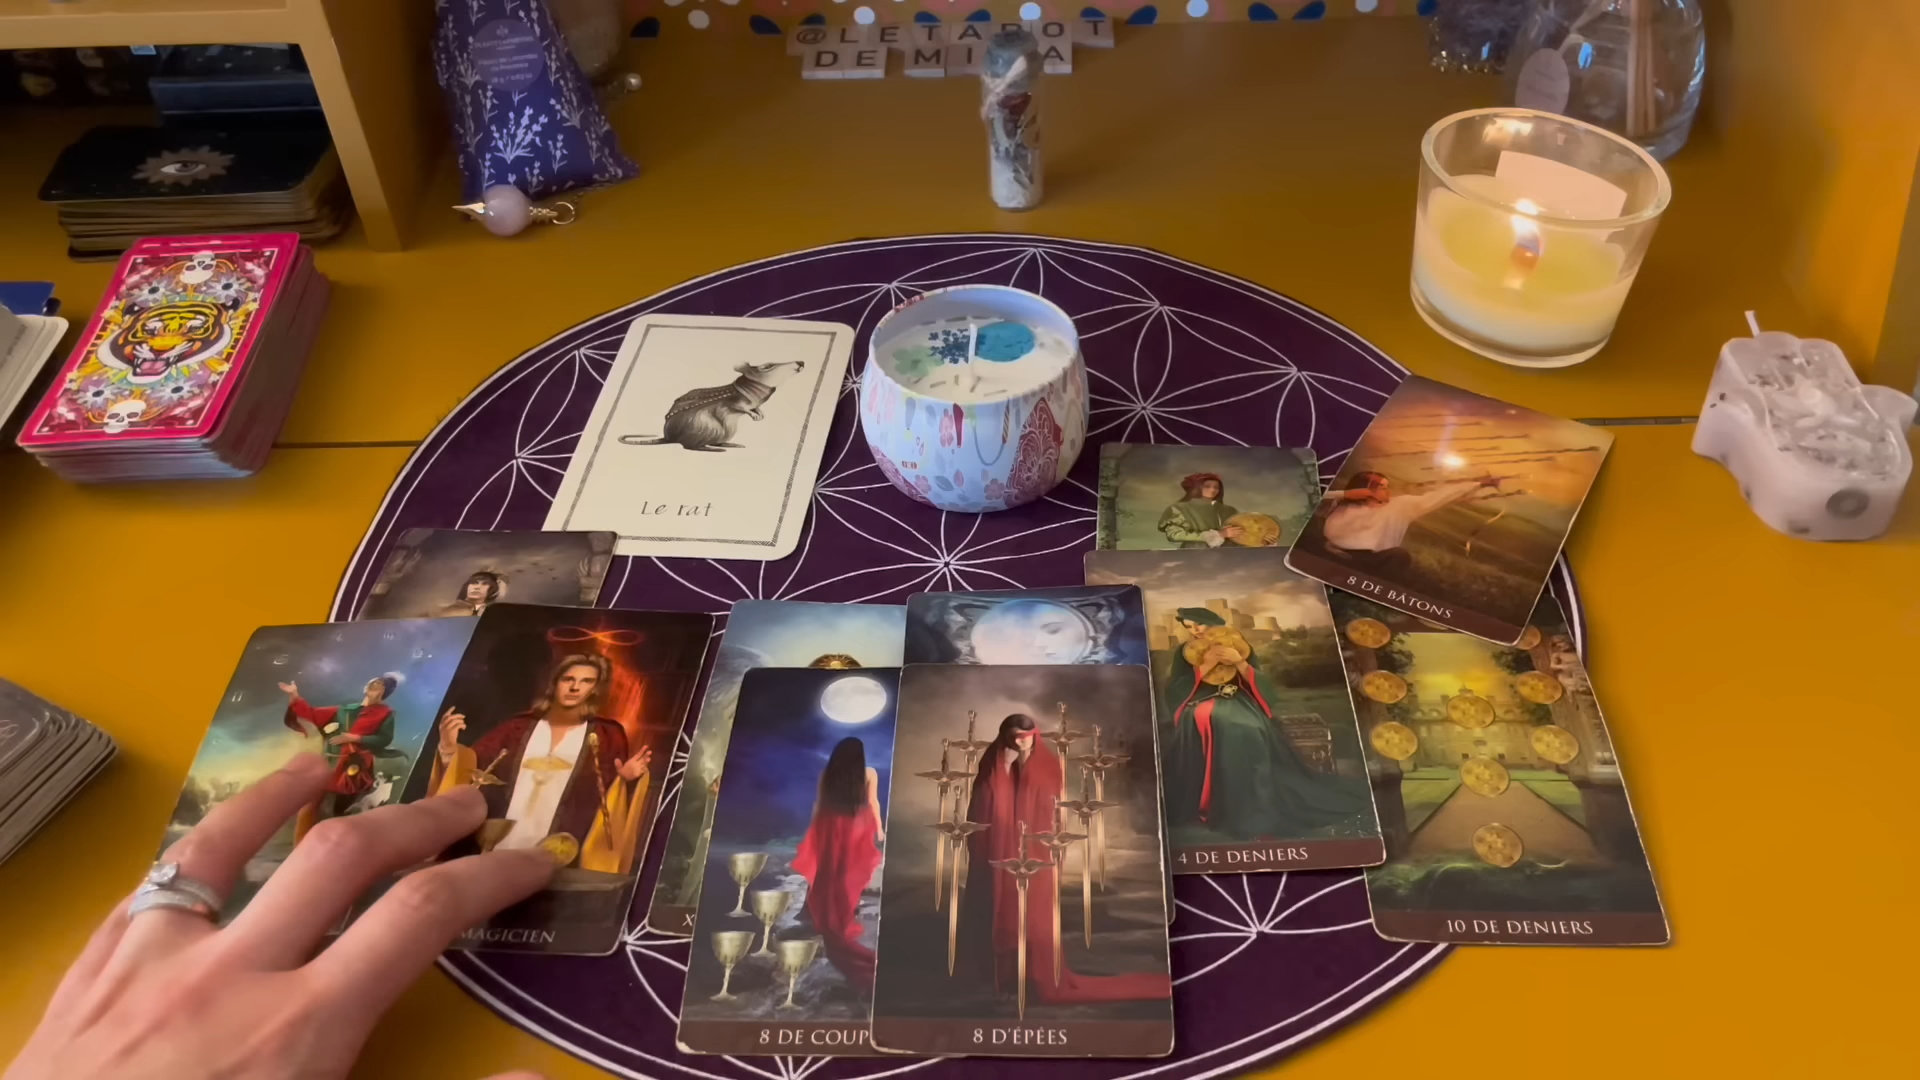 @LETAROT
DE MI A
Le rat
8 DE BÂTONS
MAGICIEN
4 DE DENIERS
10 DE DENIERS
8 DE COUP
8 D'ÉPÉES